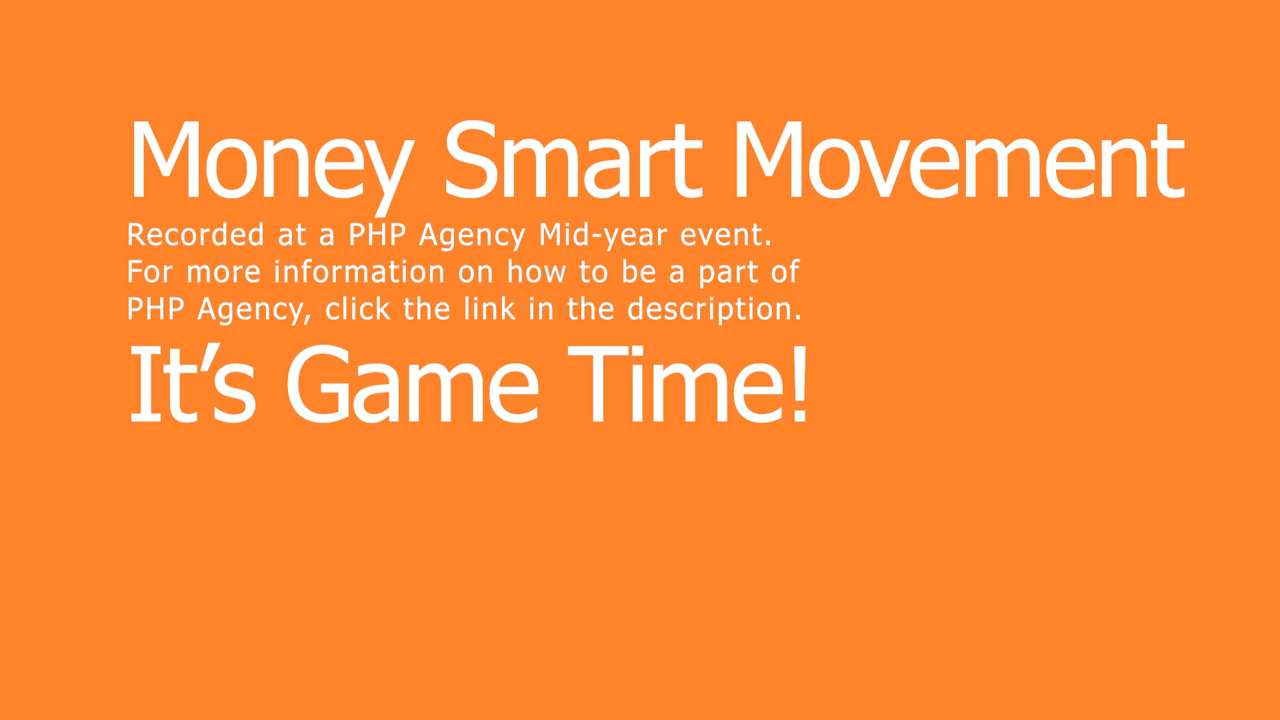 Money Smart Movement
Recorded at a PHP Agency Mid-year event.
For more information on how to be a part of
PHP Agency, click the link in the description.
It’s Game Time!